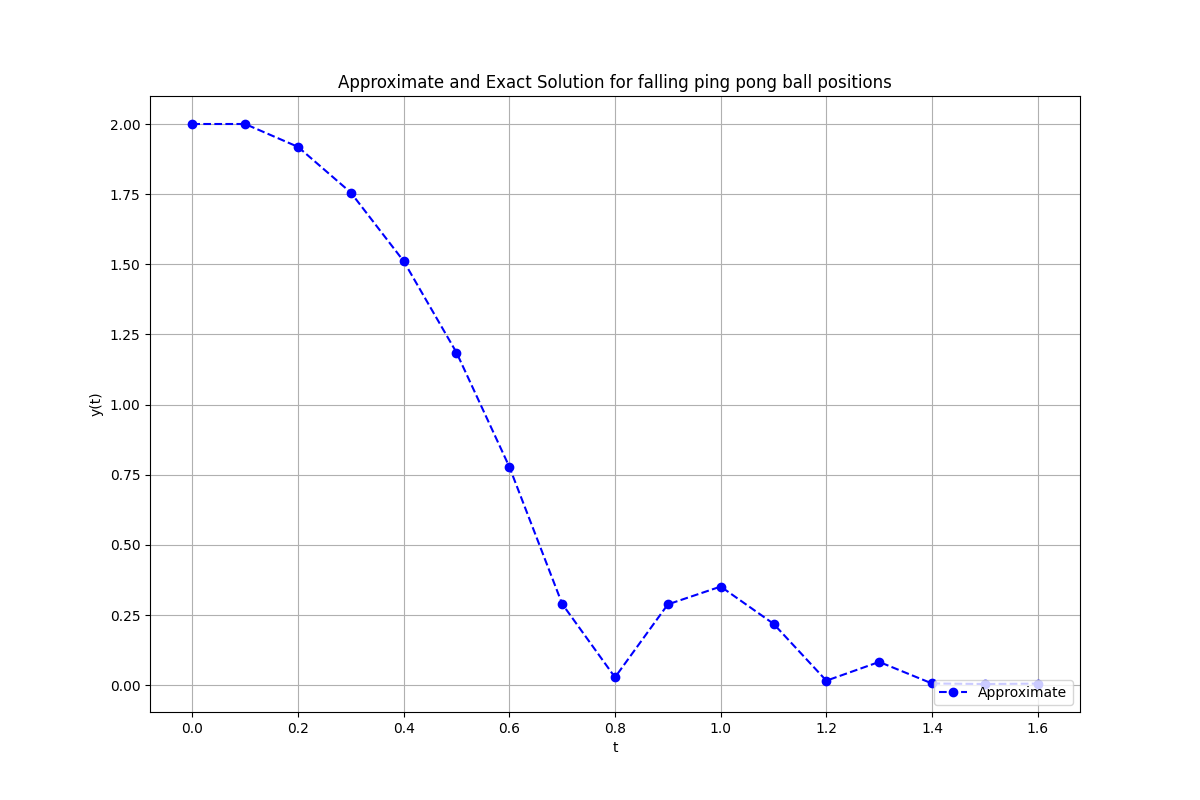 Approximate and Exact Solution for falling ping pong ball positions
2.00
1.75
1.50
1.25
1.00
0.75
0.50
0.25
0.00
y(t)
Approximate
0.0 0.2 0.4 0.6 0.8 1.0 1.2 1.4 1.6
t